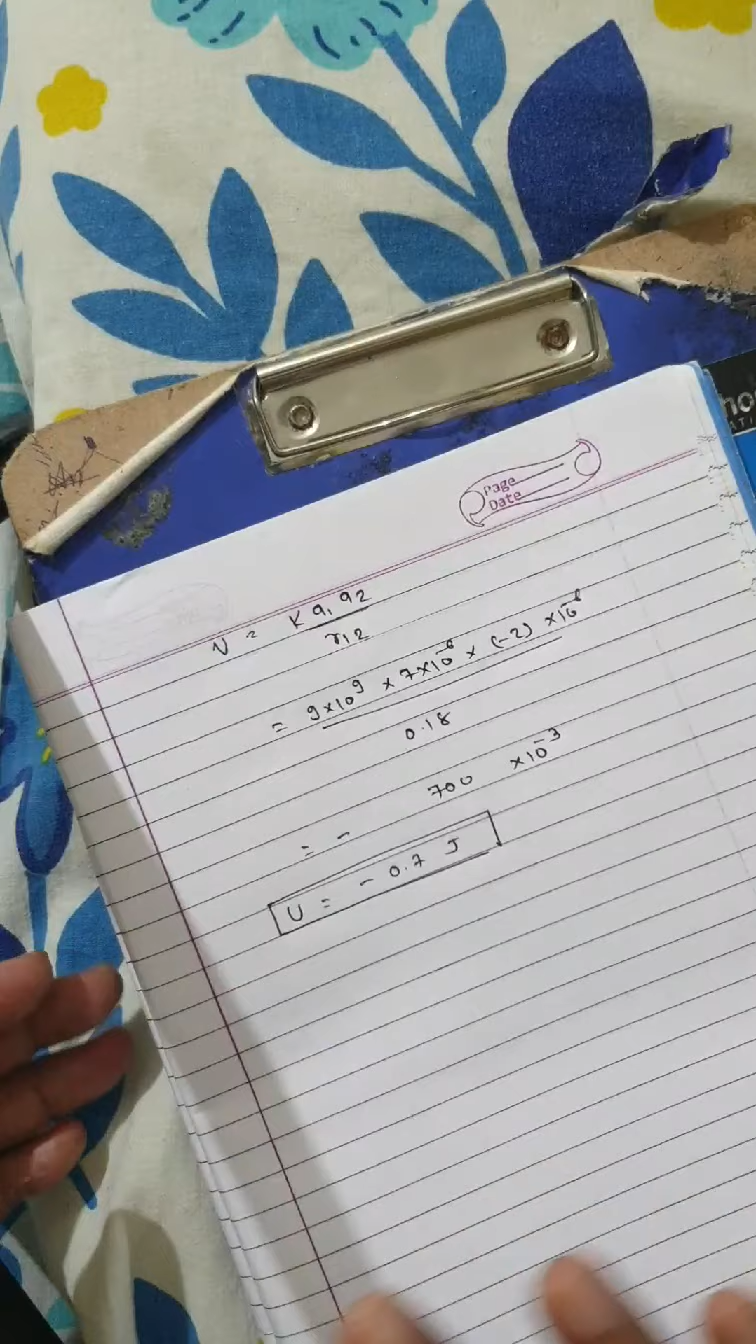 Page
Date
U = K q1 q2 / r12
= 9×10^9 × 7×10^-6 × (-2) × 10^-6 / 0.18
= - 700 ×10^-3
U = - 0.7 J